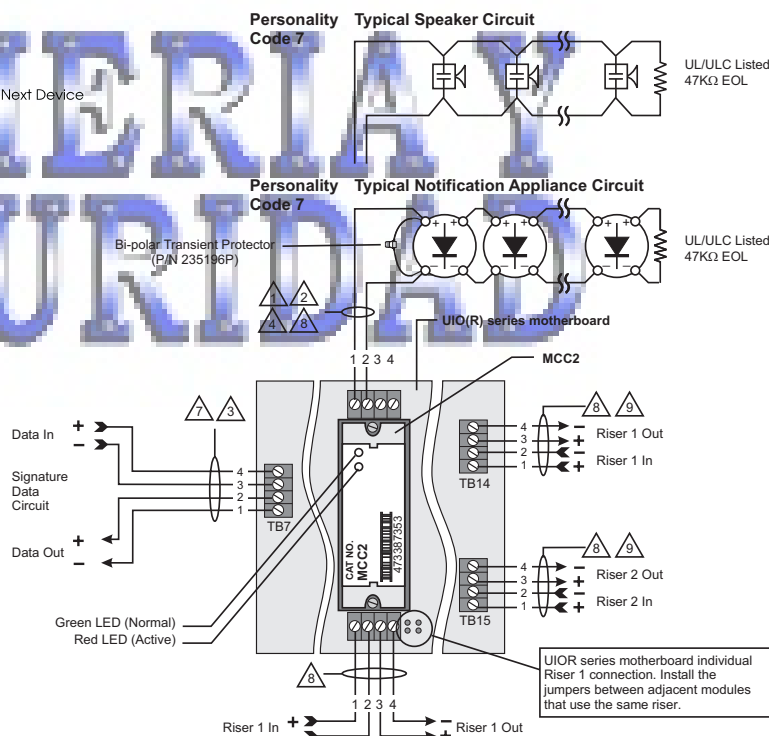 Personality Typical Speaker Circuit
Code 7
UL/ULC Listed
47KΩ EOL
Next Device
Personality Typical Notification Appliance Circuit
Code 7
Bi-polar Transient Protector
(P/N 235196P)
UL/ULC Listed
47KΩ EOL
1 2
4 8
UIO(R) series motherboard
1 2 3 4
MCC2
7 3
8 9
Data In + −
Signature
Data
Circuit
Data Out + −
4
3
2
1
TB7
CAT NO.
MCC2
473387353
4 − Riser 1 Out
3 +
2 − Riser 1 In
1 +
TB14
8 9
4 − Riser 2 Out
3 +
2 − Riser 2 In
1 +
TB15
Green LED (Normal)
Red LED (Active)
8
UIOR series motherboard individual
Riser 1 connection. Install the
jumpers between adjacent modules
that use the same riser.
1 2 3 4
Riser 1 In + − Riser 1 Out
+